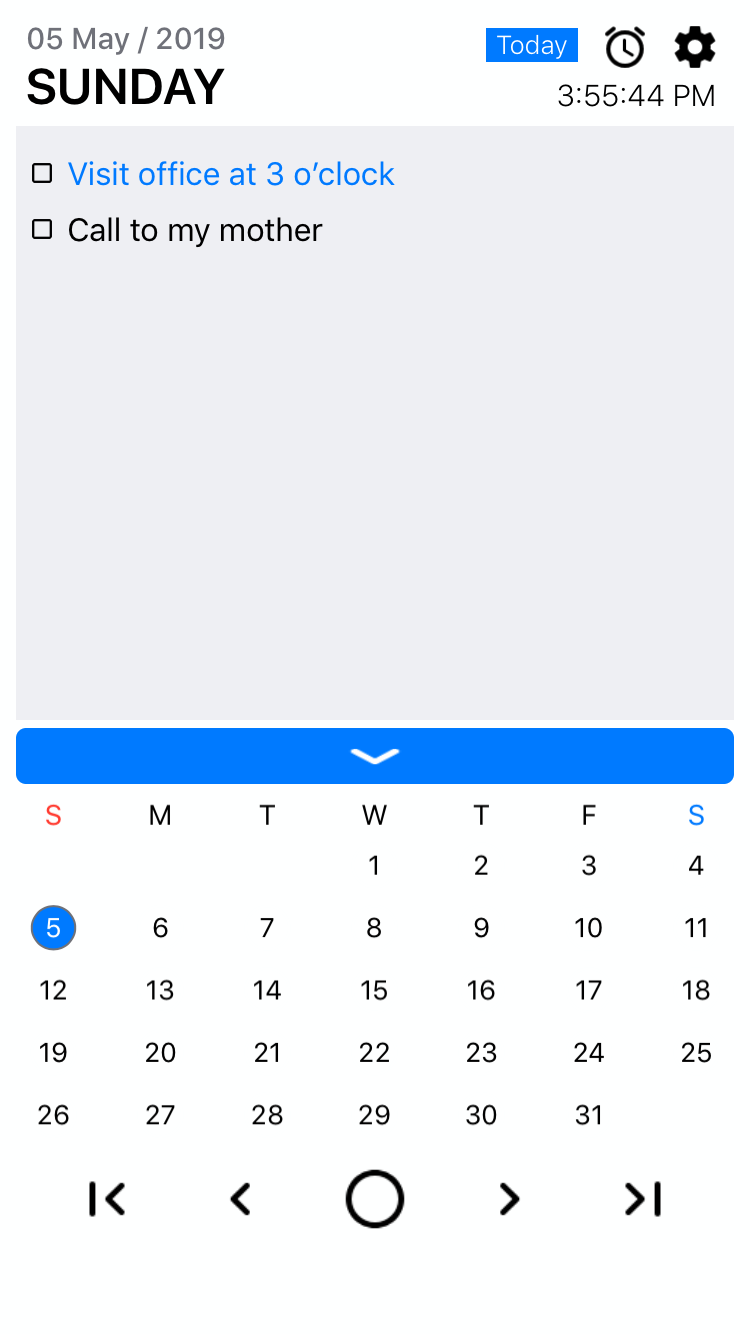 05 May / 2019
Today
SUNDAY
3:55:44 PM
Visit office at 3 o’clock
Call to my mother
S M T W T F S
1 2 3 4
5 6 7 8 9 10 11
12 13 14 15 16 17 18
19 20 21 22 23 24 25
26 27 28 29 30 31